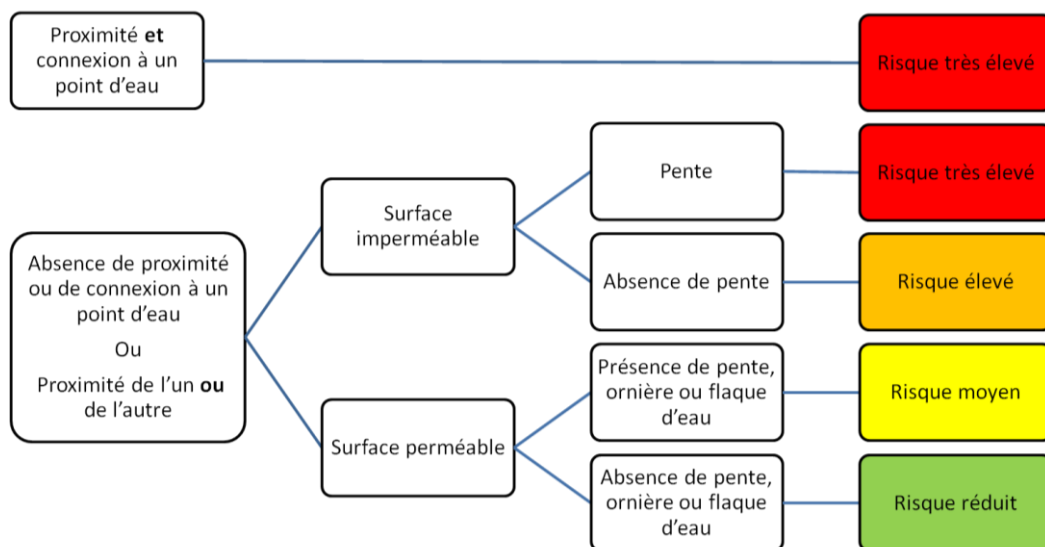 Proximité et
connexion à un
point d'eau
Risque très élevé
Pente
Risque très élevé
Surface
imperméable
Absence de proximité
ou de connexion à un
point d'eau
Ou
Proximité de l'un ou
de l'autre
Absence de pente
Risque élevé
Présence de pente,
ornière ou flaque
d'eau
Risque moyen
Surface perméable
Absence de pente,
ornière ou flaque
d'eau
Risque réduit